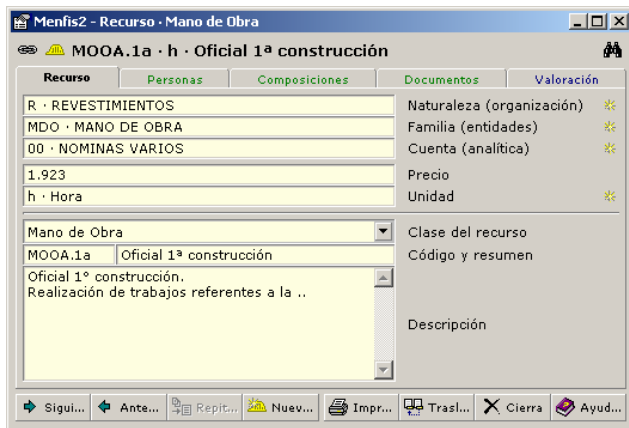 Menfis2 - Recurso · Mano de Obra
MOOA.1a · h · Oficial 1ª construcción
Recurso Personas Composiciones Documentos Valoración
R · REVESTIMIENTOS Naturaleza (organización)
MDO · MANO DE OBRA Familia (entidades)
00 · NOMINAS VARIOS Cuenta (analítica)
1.923 Precio
h · Hora Unidad
Mano de Obra Clase del recurso
MOOA.1a Oficial 1ª construcción Código y resumen
Oficial 1° construcción.
Realización de trabajos referentes a la ..
Descripción
Sigui... Ante... Repit... Nuev... Impr... Trasl... Cierra Ayud...